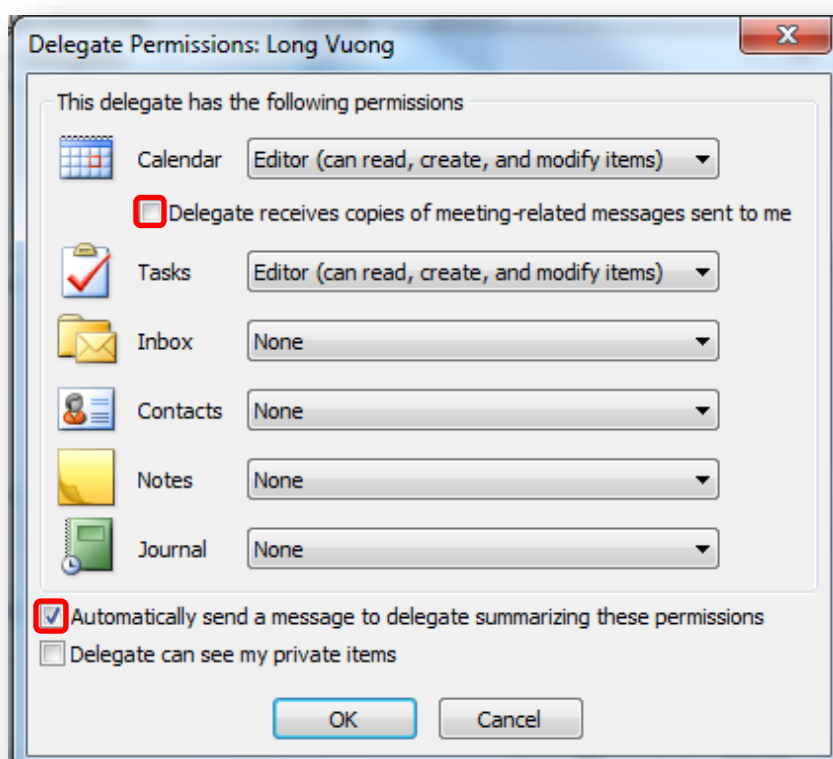 Delegate Permissions: Long Vuong
This delegate has the following permissions
Calendar Editor (can read, create, and modify items)
Delegate receives copies of meeting-related messages sent to me
Tasks Editor (can read, create, and modify items)
Inbox None
Contacts None
Notes None
Journal None
Automatically send a message to delegate summarizing these permissions
Delegate can see my private items
OK Cancel